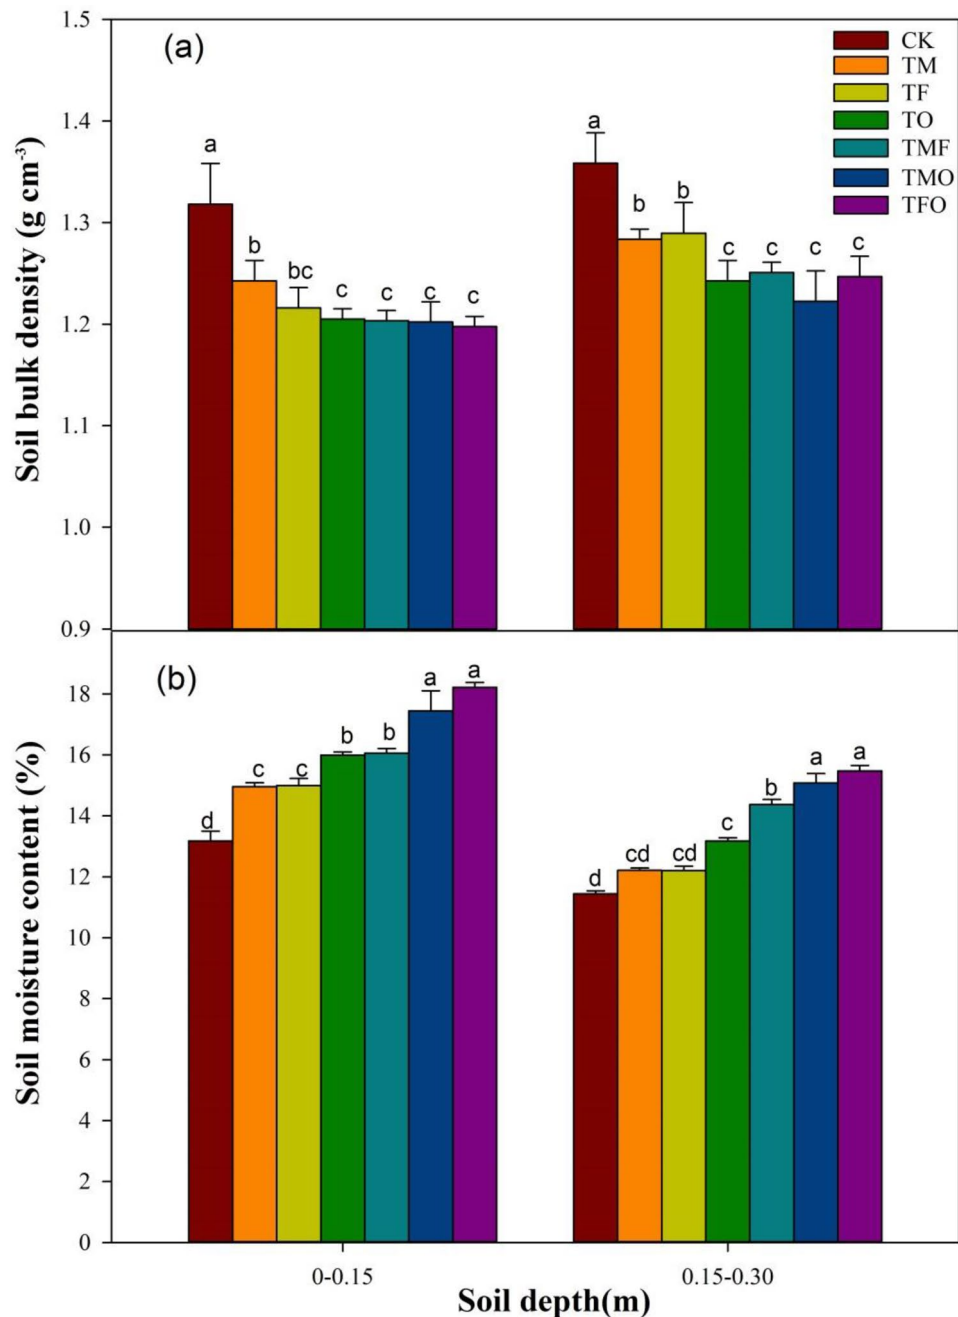 (a)
CK
TM
TF
TO
TMF
TMO
TFO
Soil bulk density (g cm⁻³)
1.5
1.4
1.3
1.2
1.1
1.0
0.9
a
b
bc
c
c
c
c
a
b
b
c
c
c
c
(b)
Soil moisture content (%)
18
16
14
12
10
8
6
4
2
0
d
c
c
b
b
a
a
d
cd
cd
c
b
a
a
0-0.15
0.15-0.30
Soil depth(m)